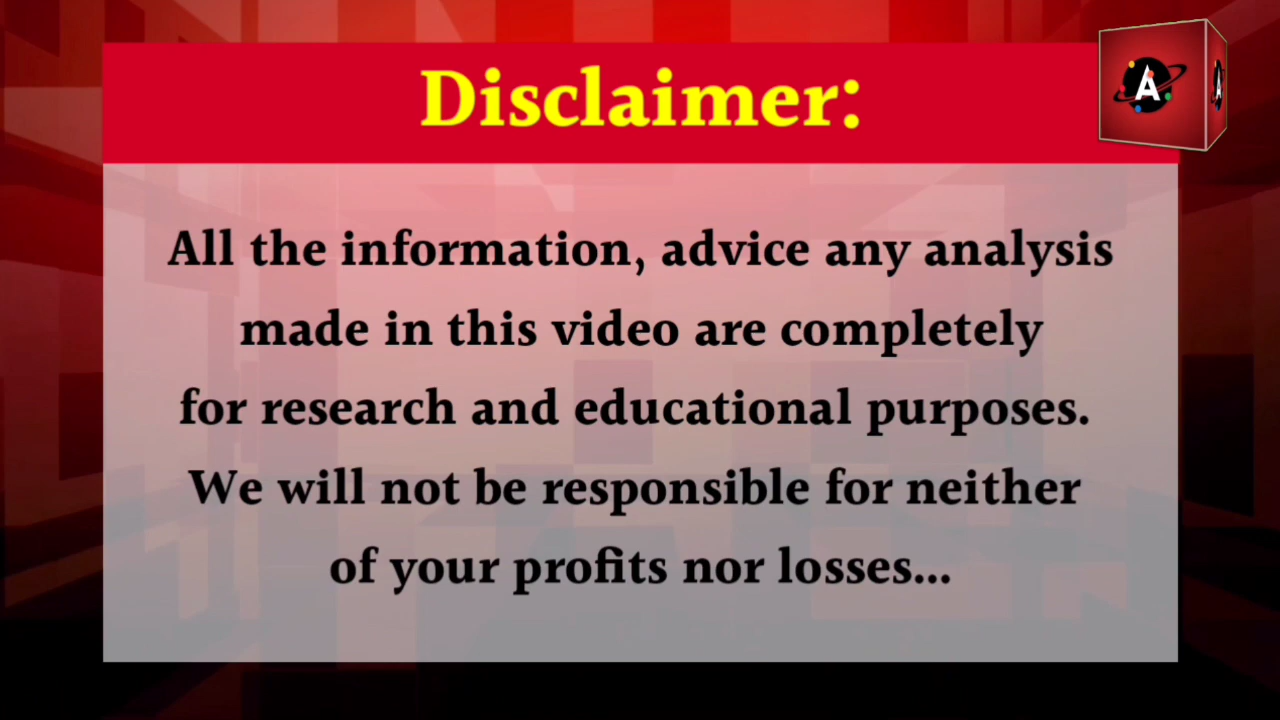 Disclaimer:
A
A
All the information, advice any analysis
made in this video are completely
for research and educational purposes.
We will not be responsible for neither
of your profits nor losses...